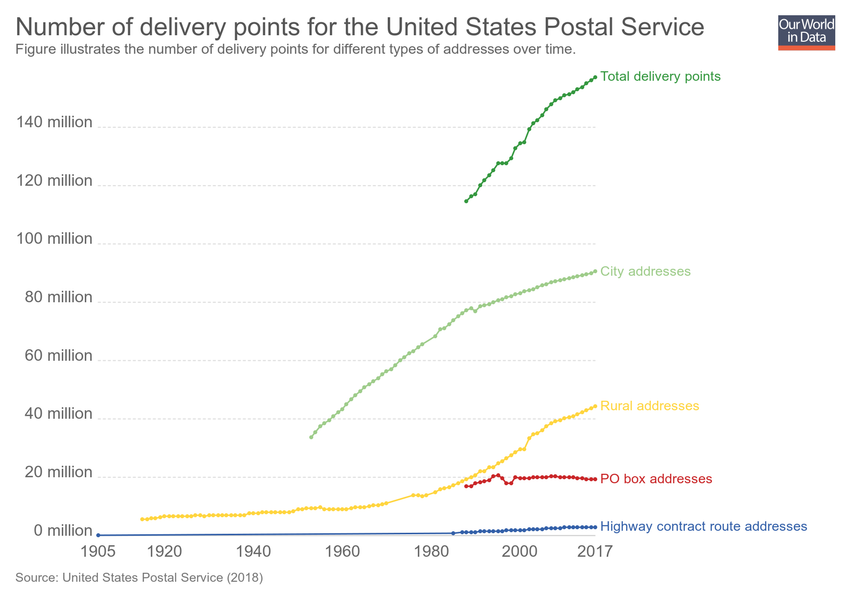 Number of delivery points for the United States Postal Service
Our World
in Data
Figure illustrates the number of delivery points for different types of addresses over time.
Total delivery points
140 million
120 million
100 million
City addresses
80 million
60 million
Rural addresses
40 million
PO box addresses
20 million
Highway contract route addresses
0 million
1905 1920 1940 1960 1980 2000 2017
Source: United States Postal Service (2018)